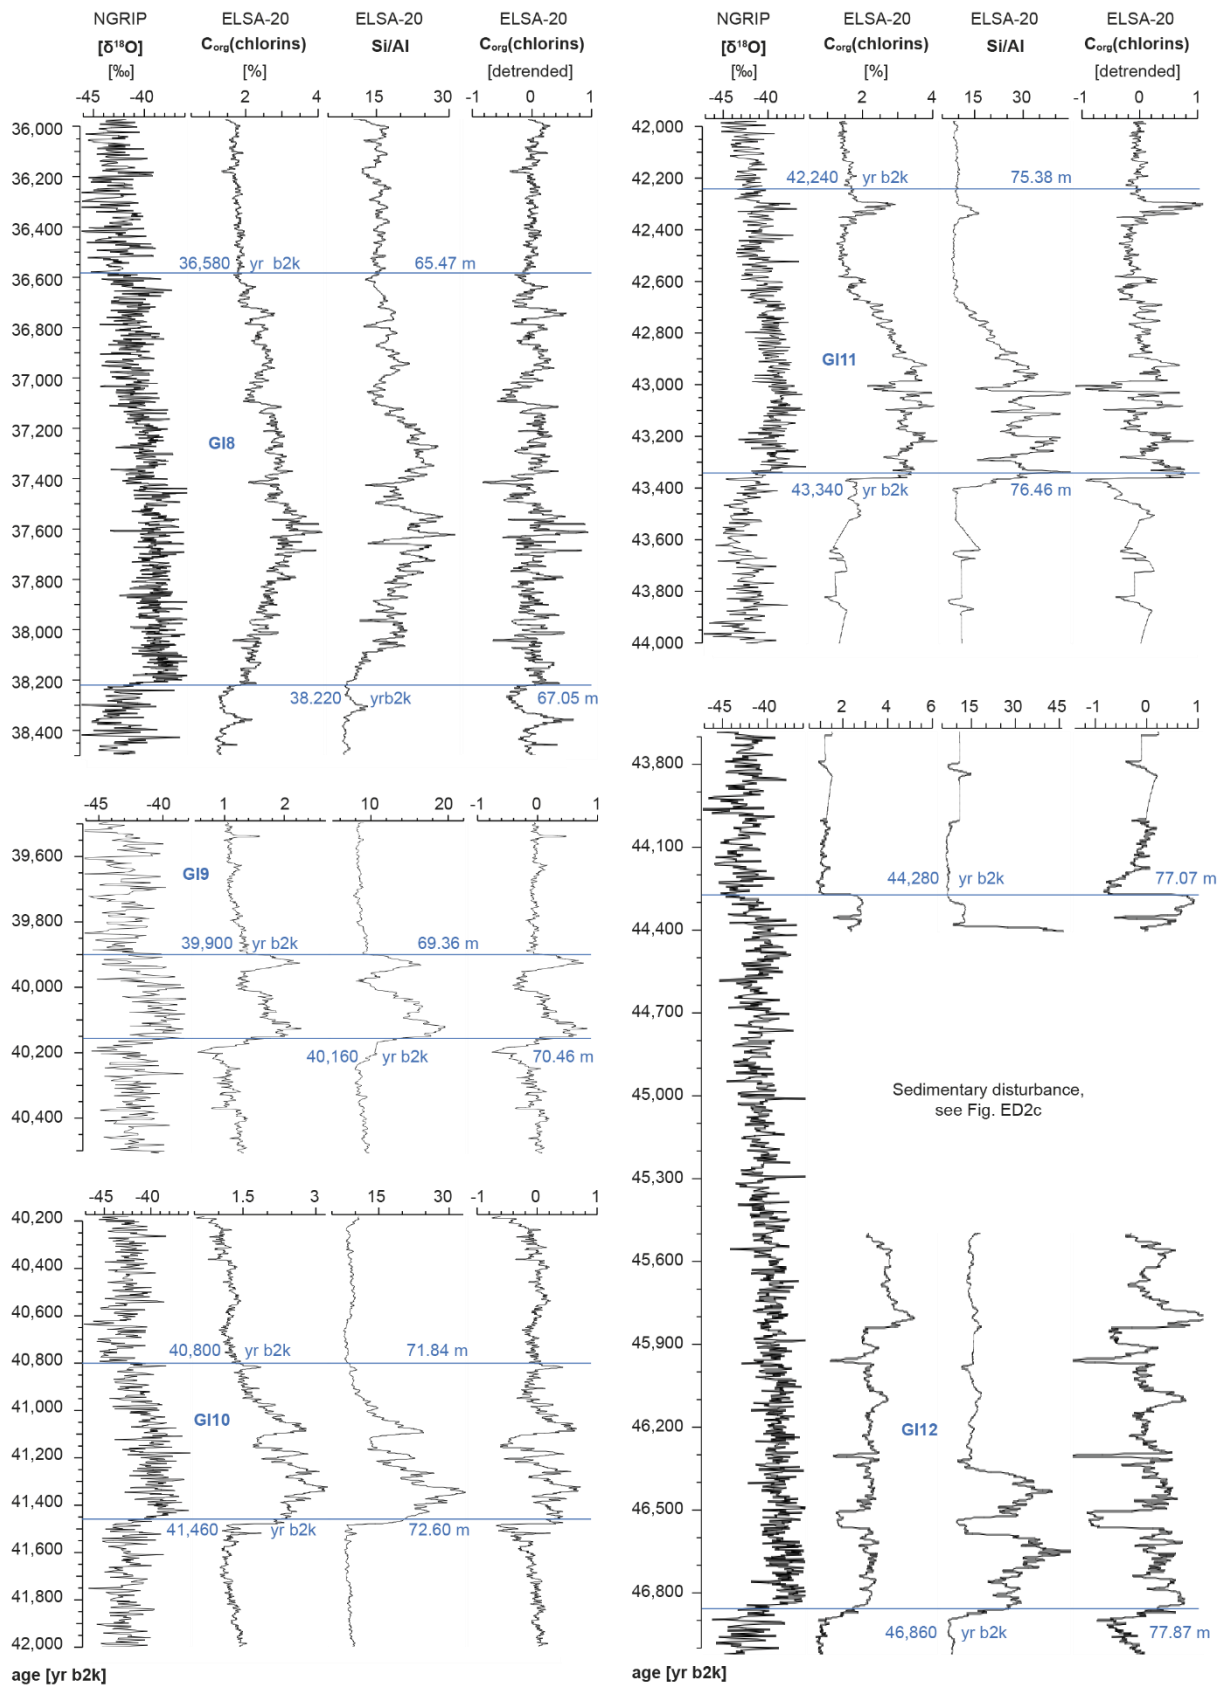 NGRIP ELSA-20 ELSA-20 ELSA-20
[δ¹⁸O] Corg(chlorins) Si/Al Corg(chlorins)
[‰] [%] [detrended]
-45 -40 2 4 15 30 -1 0 1
36,000
36,200
36,400
36,580 yr b2k 65.47 m
36,600
36,800
37,000
37,200
GI8
37,400
37,600
37,800
38,000
38,200
38.220 yrb2k 67.05 m
38,400
-45 -40 1 2 10 20 -1 0 1
39,600
GI9
39,800
39,900 yr b2k 69.36 m
40,000
40,200
40,160 yr b2k 70.46 m
40,400
-45 -40 1.5 3 15 30 -1 0 1
40,200
40,400
40,600
40,800 yr b2k 71.84 m
40,800
41,000
GI10
41,200
41,400
41,460 yr b2k 72.60 m
41,600
41,800
42,000
age [yr b2k]
NGRIP ELSA-20 ELSA-20 ELSA-20
[δ¹⁸O] Corg(chlorins) Si/Al Corg(chlorins)
[‰] [%] [detrended]
-45 -40 2 4 15 30 -1 0 1
42,000
42,240 yr b2k 75.38 m
42,200
42,400
42,600
42,800
GI11
43,000
43,200
43,400
43,340 yr b2k 76.46 m
43,600
43,800
44,000
-45 -40 2 4 6 15 30 45 -1 0 1
43,800
44,100
44,280 yr b2k 77.07 m
44,400
44,700
45,000
Sedimentary disturbance,
see Fig. ED2c
45,300
45,600
45,900
46,200
GI12
46,500
46,800
46,860 yr b2k 77.87 m
age [yr b2k]